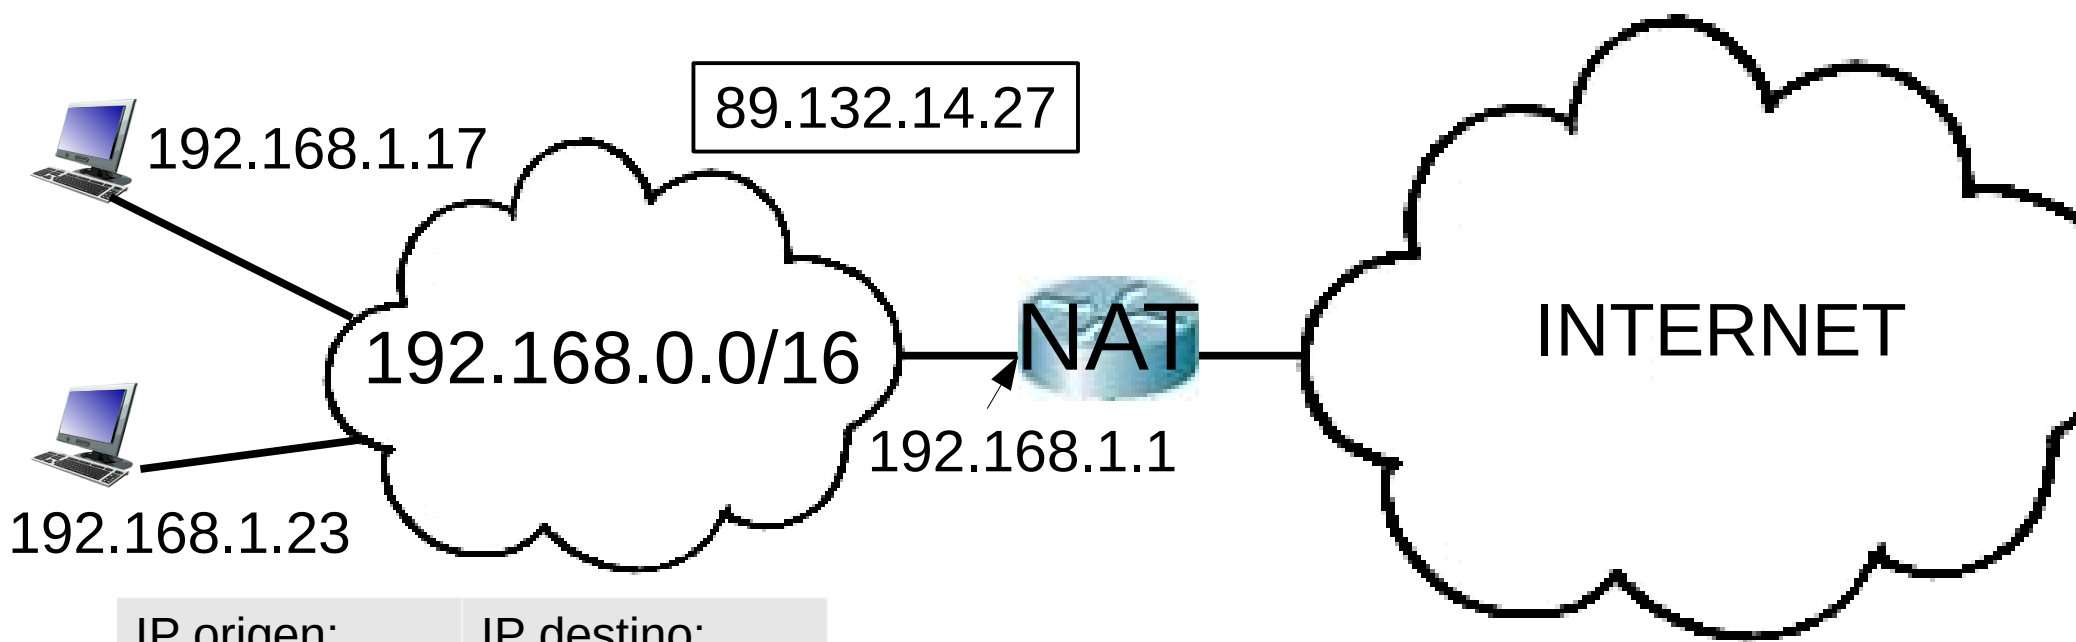 89.132.14.27
192.168.1.17
192.168.0.0/16
NAT
INTERNET
192.168.1.1
192.168.1.23
IP origen: IP destino: